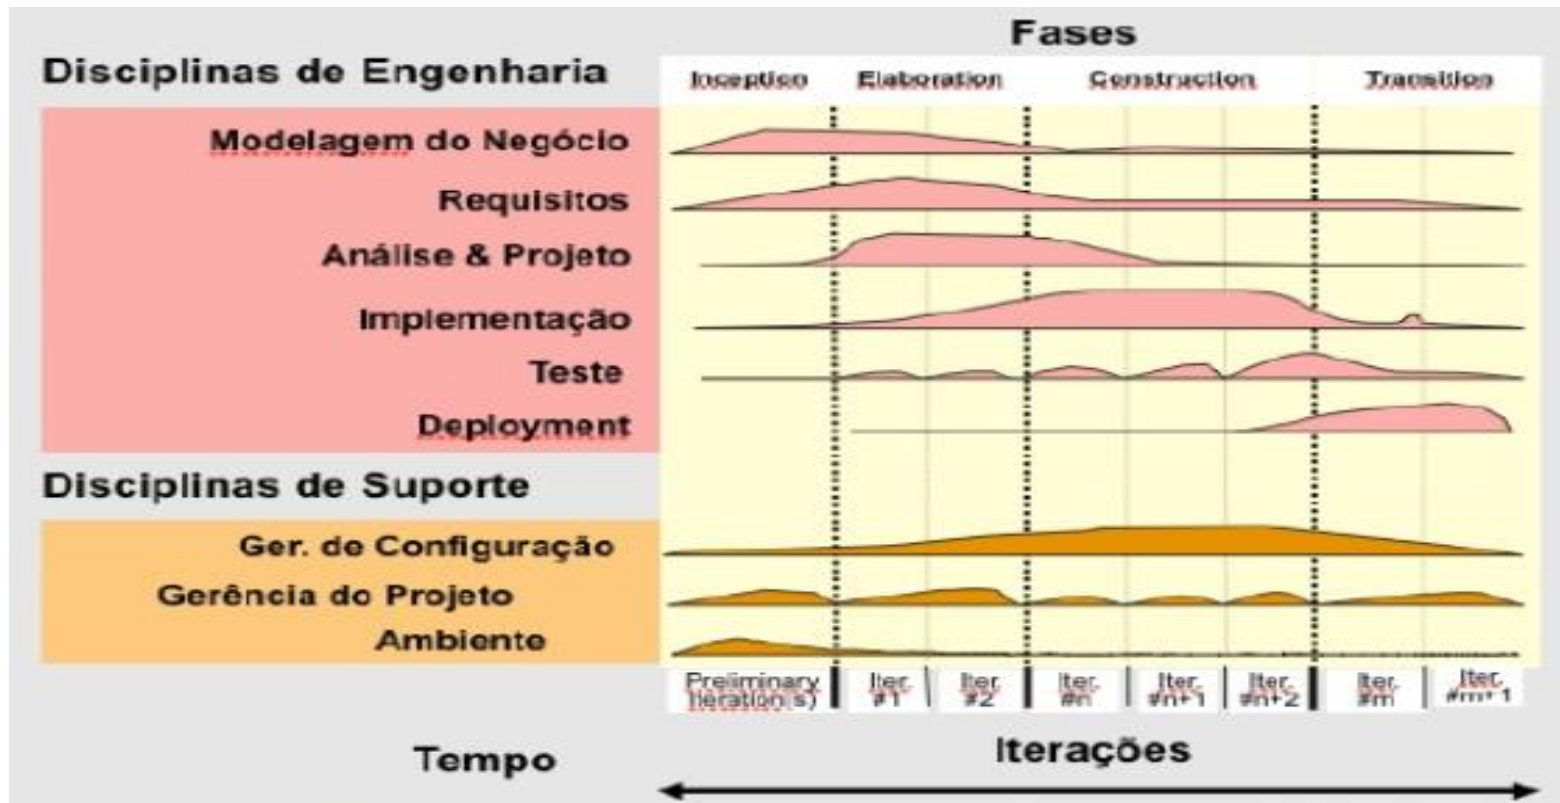 Fases
Disciplinas de Engenharia
Inception Elaboration Construction Transition
Modelagem do Negócio
Requisitos
Análise & Projeto
Implementação
Teste
Deployment
Disciplinas de Suporte
Ger. de Configuração
Gerência do Projeto
Ambiente
Preliminary Iter. Iter. Iter. Iter. Iter. Iter. Iter.
Iteration(s) #1 #2 #n #n+1 #n+2 #m #m+1
Tempo
Iterações